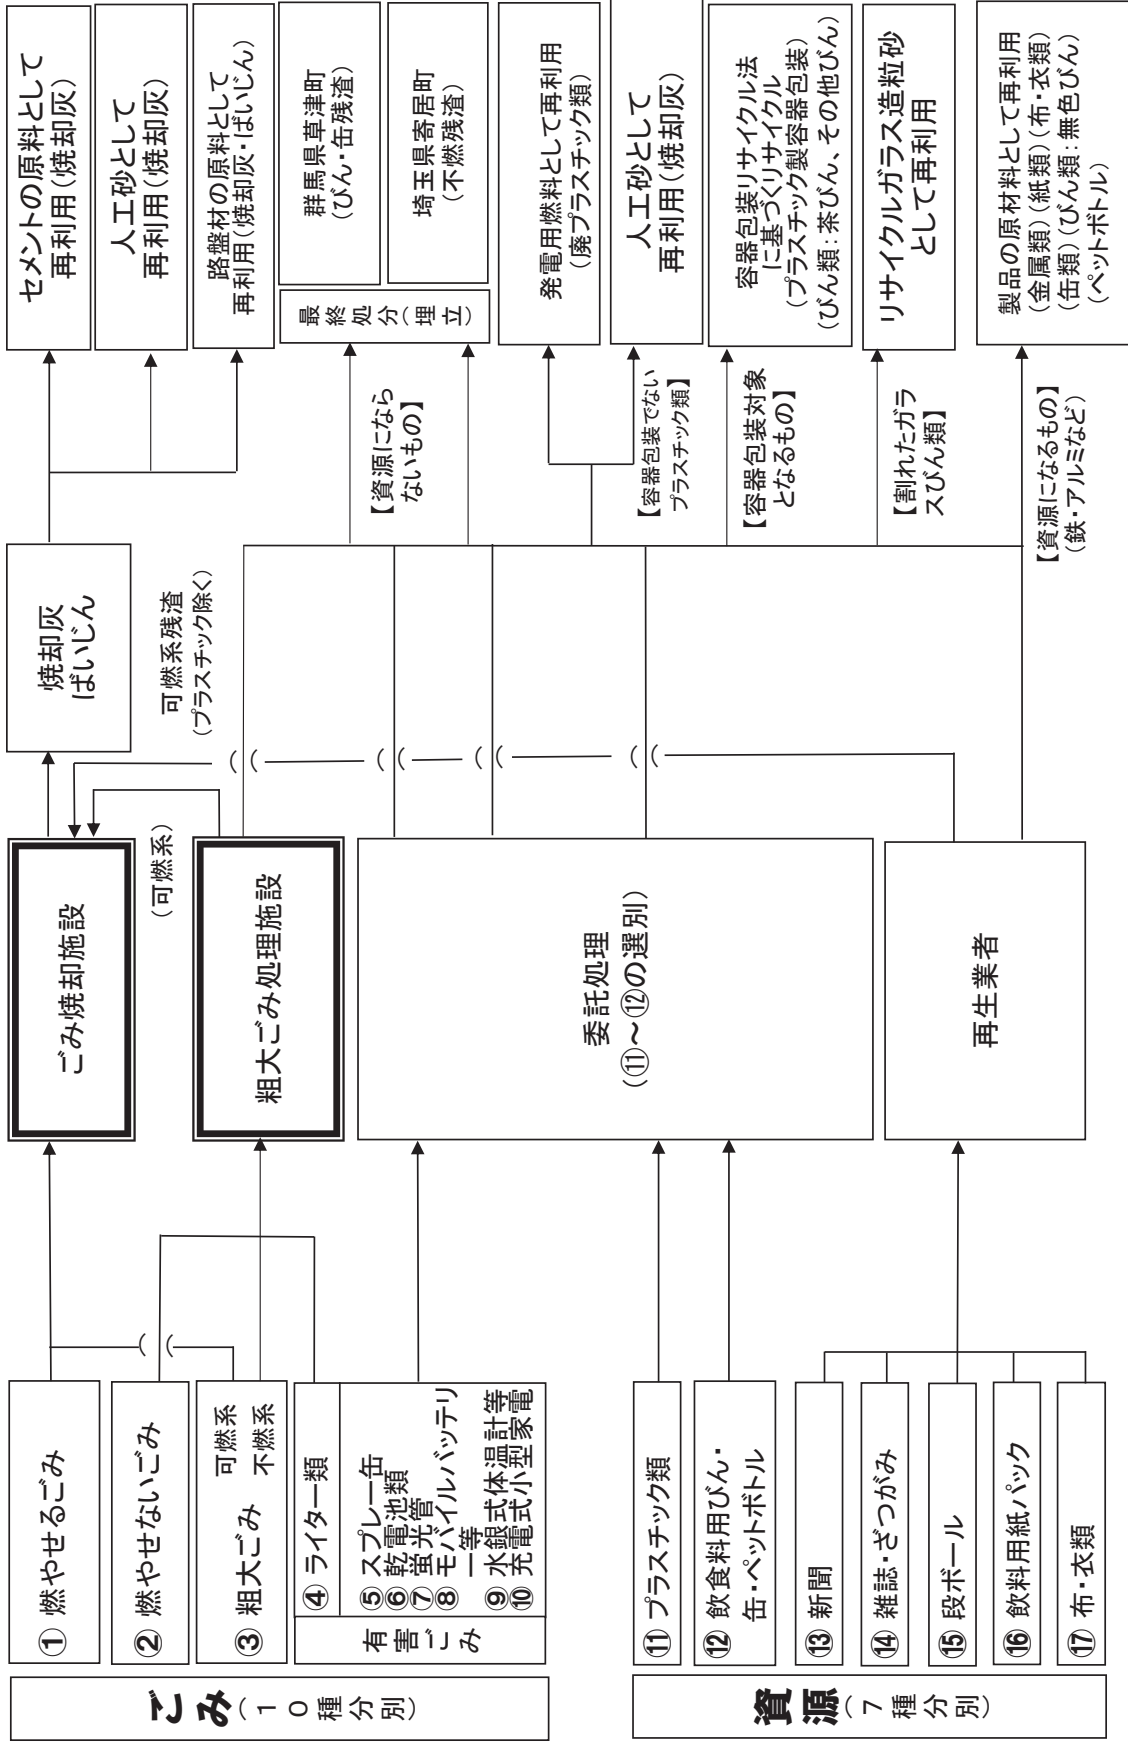 ごみ(10種分別)
① 燃やせるごみ
② 燃やせないごみ
③ 粗大ごみ
可燃系
不燃系
有害ごみ
④ ライター類
⑤ スプレー缶
⑥ 乾電池類
⑦ 蛍光管
⑧ モバイルバッテリ
ー等
⑨ 水銀式体温計等
⑩ 充電式小型家電
資源(7種分別)
⑪ プラスチック類
⑫ 飲食料用びん・
缶・ペットボトル
⑬ 新聞
⑭ 雑誌・ざつがみ
⑮ 段ボール
⑯ 飲料用紙パック
⑰ 布・衣類
ごみ焼却施設
(可燃系)
粗大ごみ処理施設
委託処理
(⑪～⑫の選別)
再生業者
焼却灰
ばいじん
可燃系残渣
(プラスチック除く)
【資源になら
ないもの】
【容器包装でない
プラスチック類】
【容器包装対象
となるもの】
【割れたガラ
スびん類】
【資源になるもの】
(鉄・アルミなど)
セメントの原料として
再利用(焼却灰)
人工砂として
再利用(焼却灰)
路盤材の原料として
再利用(焼却灰・ばいじん)
最終処分(埋立)
群馬県草津町
(びん・缶残渣)
埼玉県寄居町
(不燃残渣)
発電用燃料として再利用
(廃プラスチック類)
人工砂として
再利用(焼却灰)
容器包装リサイクル法
に基づくリサイクル
(プラスチック製容器包装)
(びん類:茶びん、その他びん)
リサイクルガラス造粒砂
として再利用
製品の原材料として再利用
(金属類)(紙類)(布・衣類)
(缶類)(びん類:無色びん)
(ペットボトル)